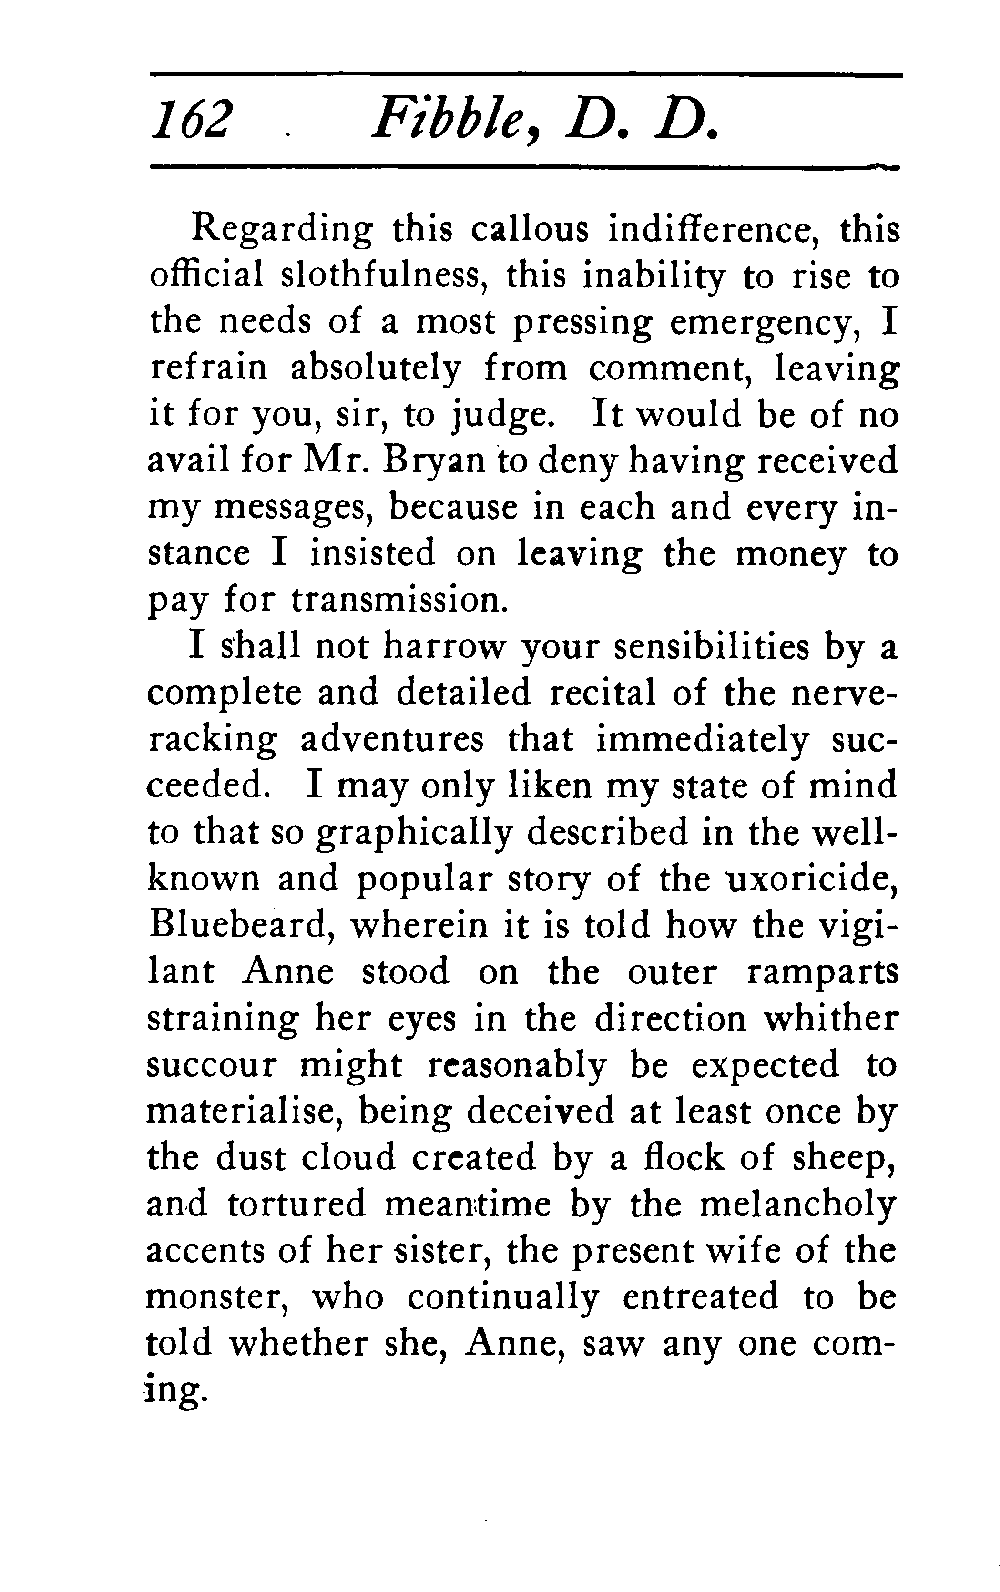 162 Fibble, D. D.
Regarding this callous indifference, this
official slothfulness, this inability to rise to
the needs of a most pressing emergency, I
refrain absolutely from comment, leaving
it for you, sir, to judge. It would be of no
avail for Mr. Bryan to deny having received
my messages, because in each and every in-
stance I insisted on leaving the money to
pay for transmission.
I shall not harrow your sensibilities by a
complete and detailed recital of the nerve-
racking adventures that immediately suc-
ceeded. I may only liken my state of mind
to that so graphically described in the well-
known and popular story of the uxoricide,
Bluebeard, wherein it is told how the vigi-
lant Anne stood on the outer ramparts
straining her eyes in the direction whither
succour might reasonably be expected to
materialise, being deceived at least once by
the dust cloud created by a flock of sheep,
and tortured meantime by the melancholy
accents of her sister, the present wife of the
monster, who continually entreated to be
told whether she, Anne, saw any one com-
ing.